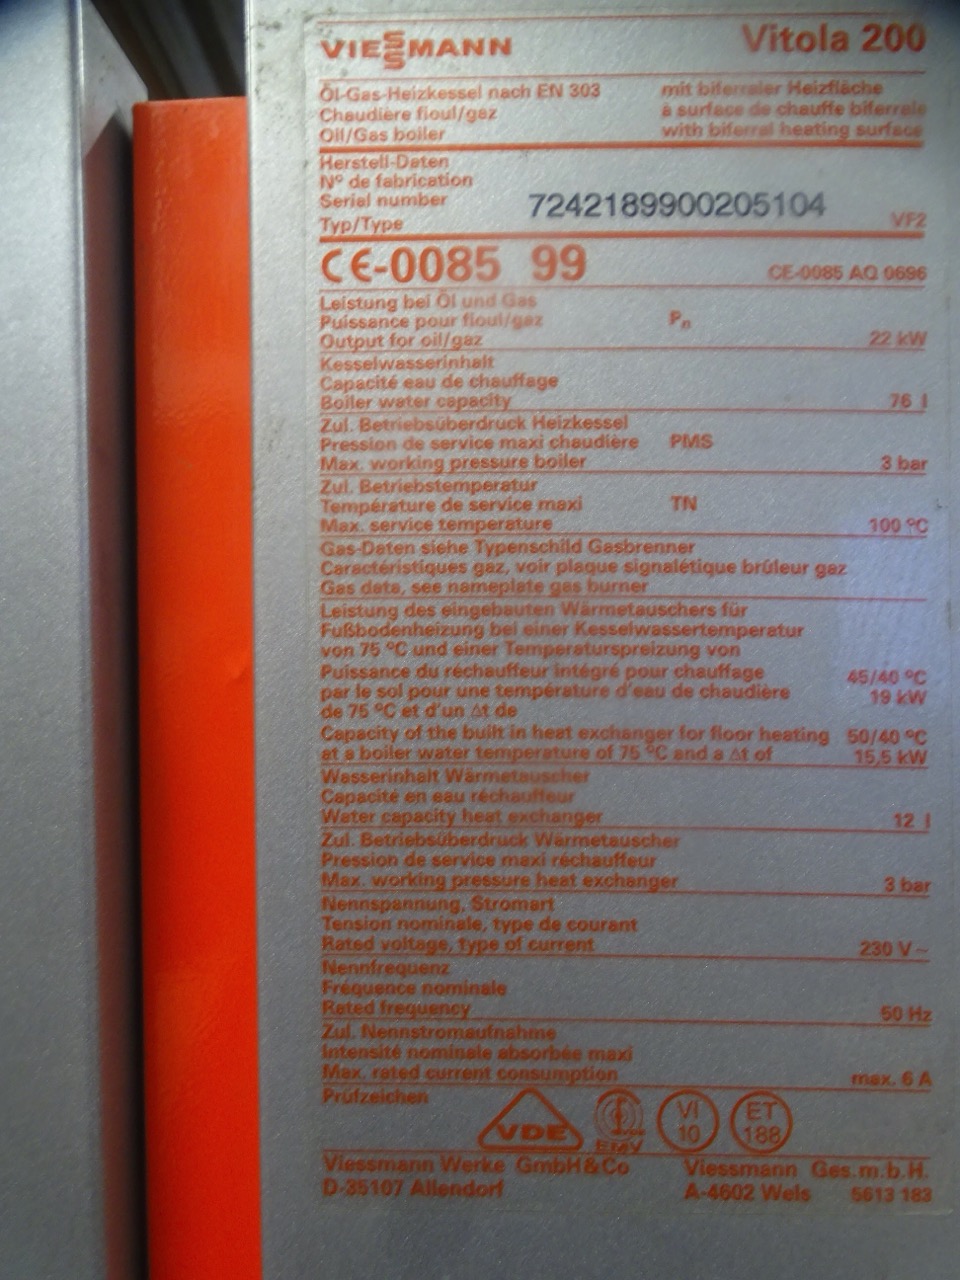 VIESSMANN Vitola 200
Öl-Gas-Heizkessel nach EN 303 mit biferraler Heizfläche
Chaudière fioul/gaz à surface de chauffe biferrale
Oil/Gas boiler with biferral heating surface
Herstell-Daten
N° de fabrication
Serial number 7242189900205104
Typ/Type VF2
CE-0085 99 CE-0085 AQ 0696
Leistung bei Öl und Gas
Puissance pour fioul/gaz Pn
Output for oil/gaz 22 kW
Kesselwasserinhalt
Capacité eau de chauffage
Boiler water capacity 76 l
Zul. Betriebsüberdruck Heizkessel
Pression de service maxi chaudière PMS
Max. working pressure boiler 3 bar
Zul. Betriebstemperatur
Température de service maxi TN
Max. service temperature 100 °C
Gas-Daten siehe Typenschild Gasbrenner
Caractéristiques gaz, voir plaque signalétique brûleur gaz
Gas data, see nameplate gas burner
Leistung des eingebauten Wärmetauschers für
Fußbodenheizung bei einer Kesselwassertemperatur
von 75 °C und einer Temperaturspreizung von
Puissance du réchauffeur intégré pour chauffage 45/40 °C
par le sol pour une température d'eau de chaudière 19 kW
de 75 °C et d'un Δt de
Capacity of the built in heat exchanger for floor heating 50/40 °C
at a boiler water temperature of 75 °C and a Δt of 15,5 kW
Wasserinhalt Wärmetauscher
Capacité en eau réchauffeur
Water capacity heat exchanger 12 l
Zul. Betriebsüberdruck Wärmetauscher
Pression de service maxi réchauffeur
Max. working pressure heat exchanger 3 bar
Nennspannung, Stromart
Tension nominale, type de courant
Rated voltage, type of current 230 V~
Nennfrequenz
Fréquence nominale
Rated frequency 50 Hz
Zul. Nennstromaufnahme
Intensité nominale absorbée maxi
Max. rated current consumption max. 6 A
Prüfzeichen
VDE EMV VI 10 ET 188
Viessmann Werke GmbH&Co Viessmann Ges.m.b.H.
D-35107 Allendorf A-4602 Wels 5613 183